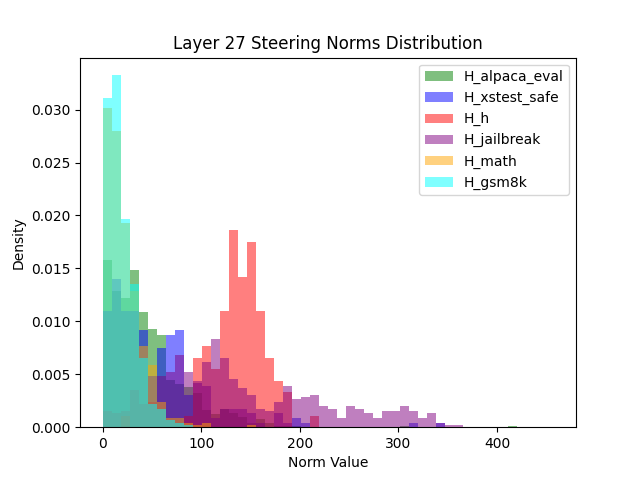 Layer 27 Steering Norms Distribution
H_alpaca_eval
H_xstest_safe
H_h
H_jailbreak
H_math
H_gsm8k
Density
0.030
0.025
0.020
0.015
0.010
0.005
0.000
0
100
200
300
400
Norm Value